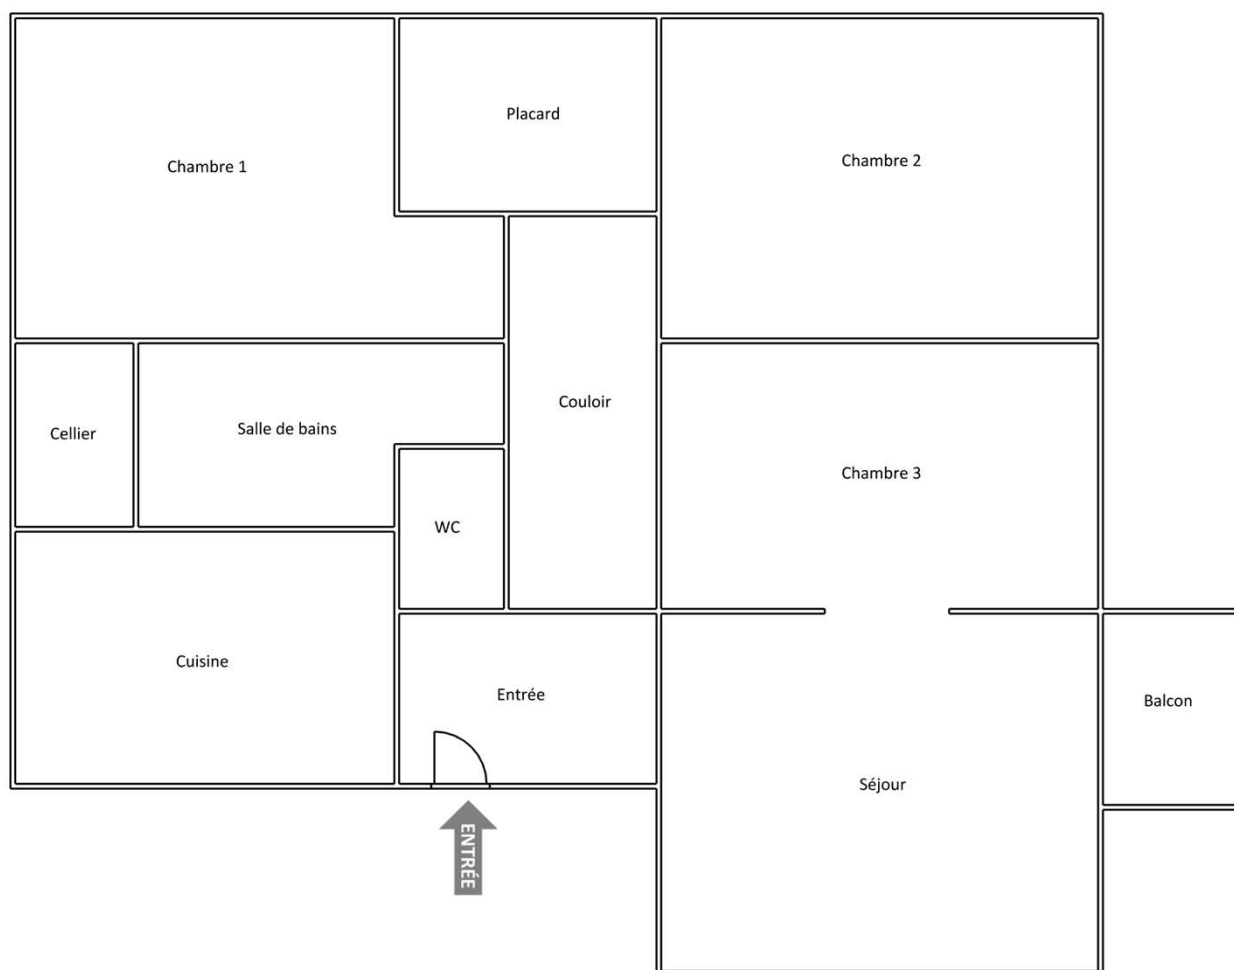 Placard
Chambre 2
Chambre 1
Couloir
Cellier
Salle de bains
Chambre 3
WC
Cuisine
Entrée
Balcon
Séjour
ENTRÉE